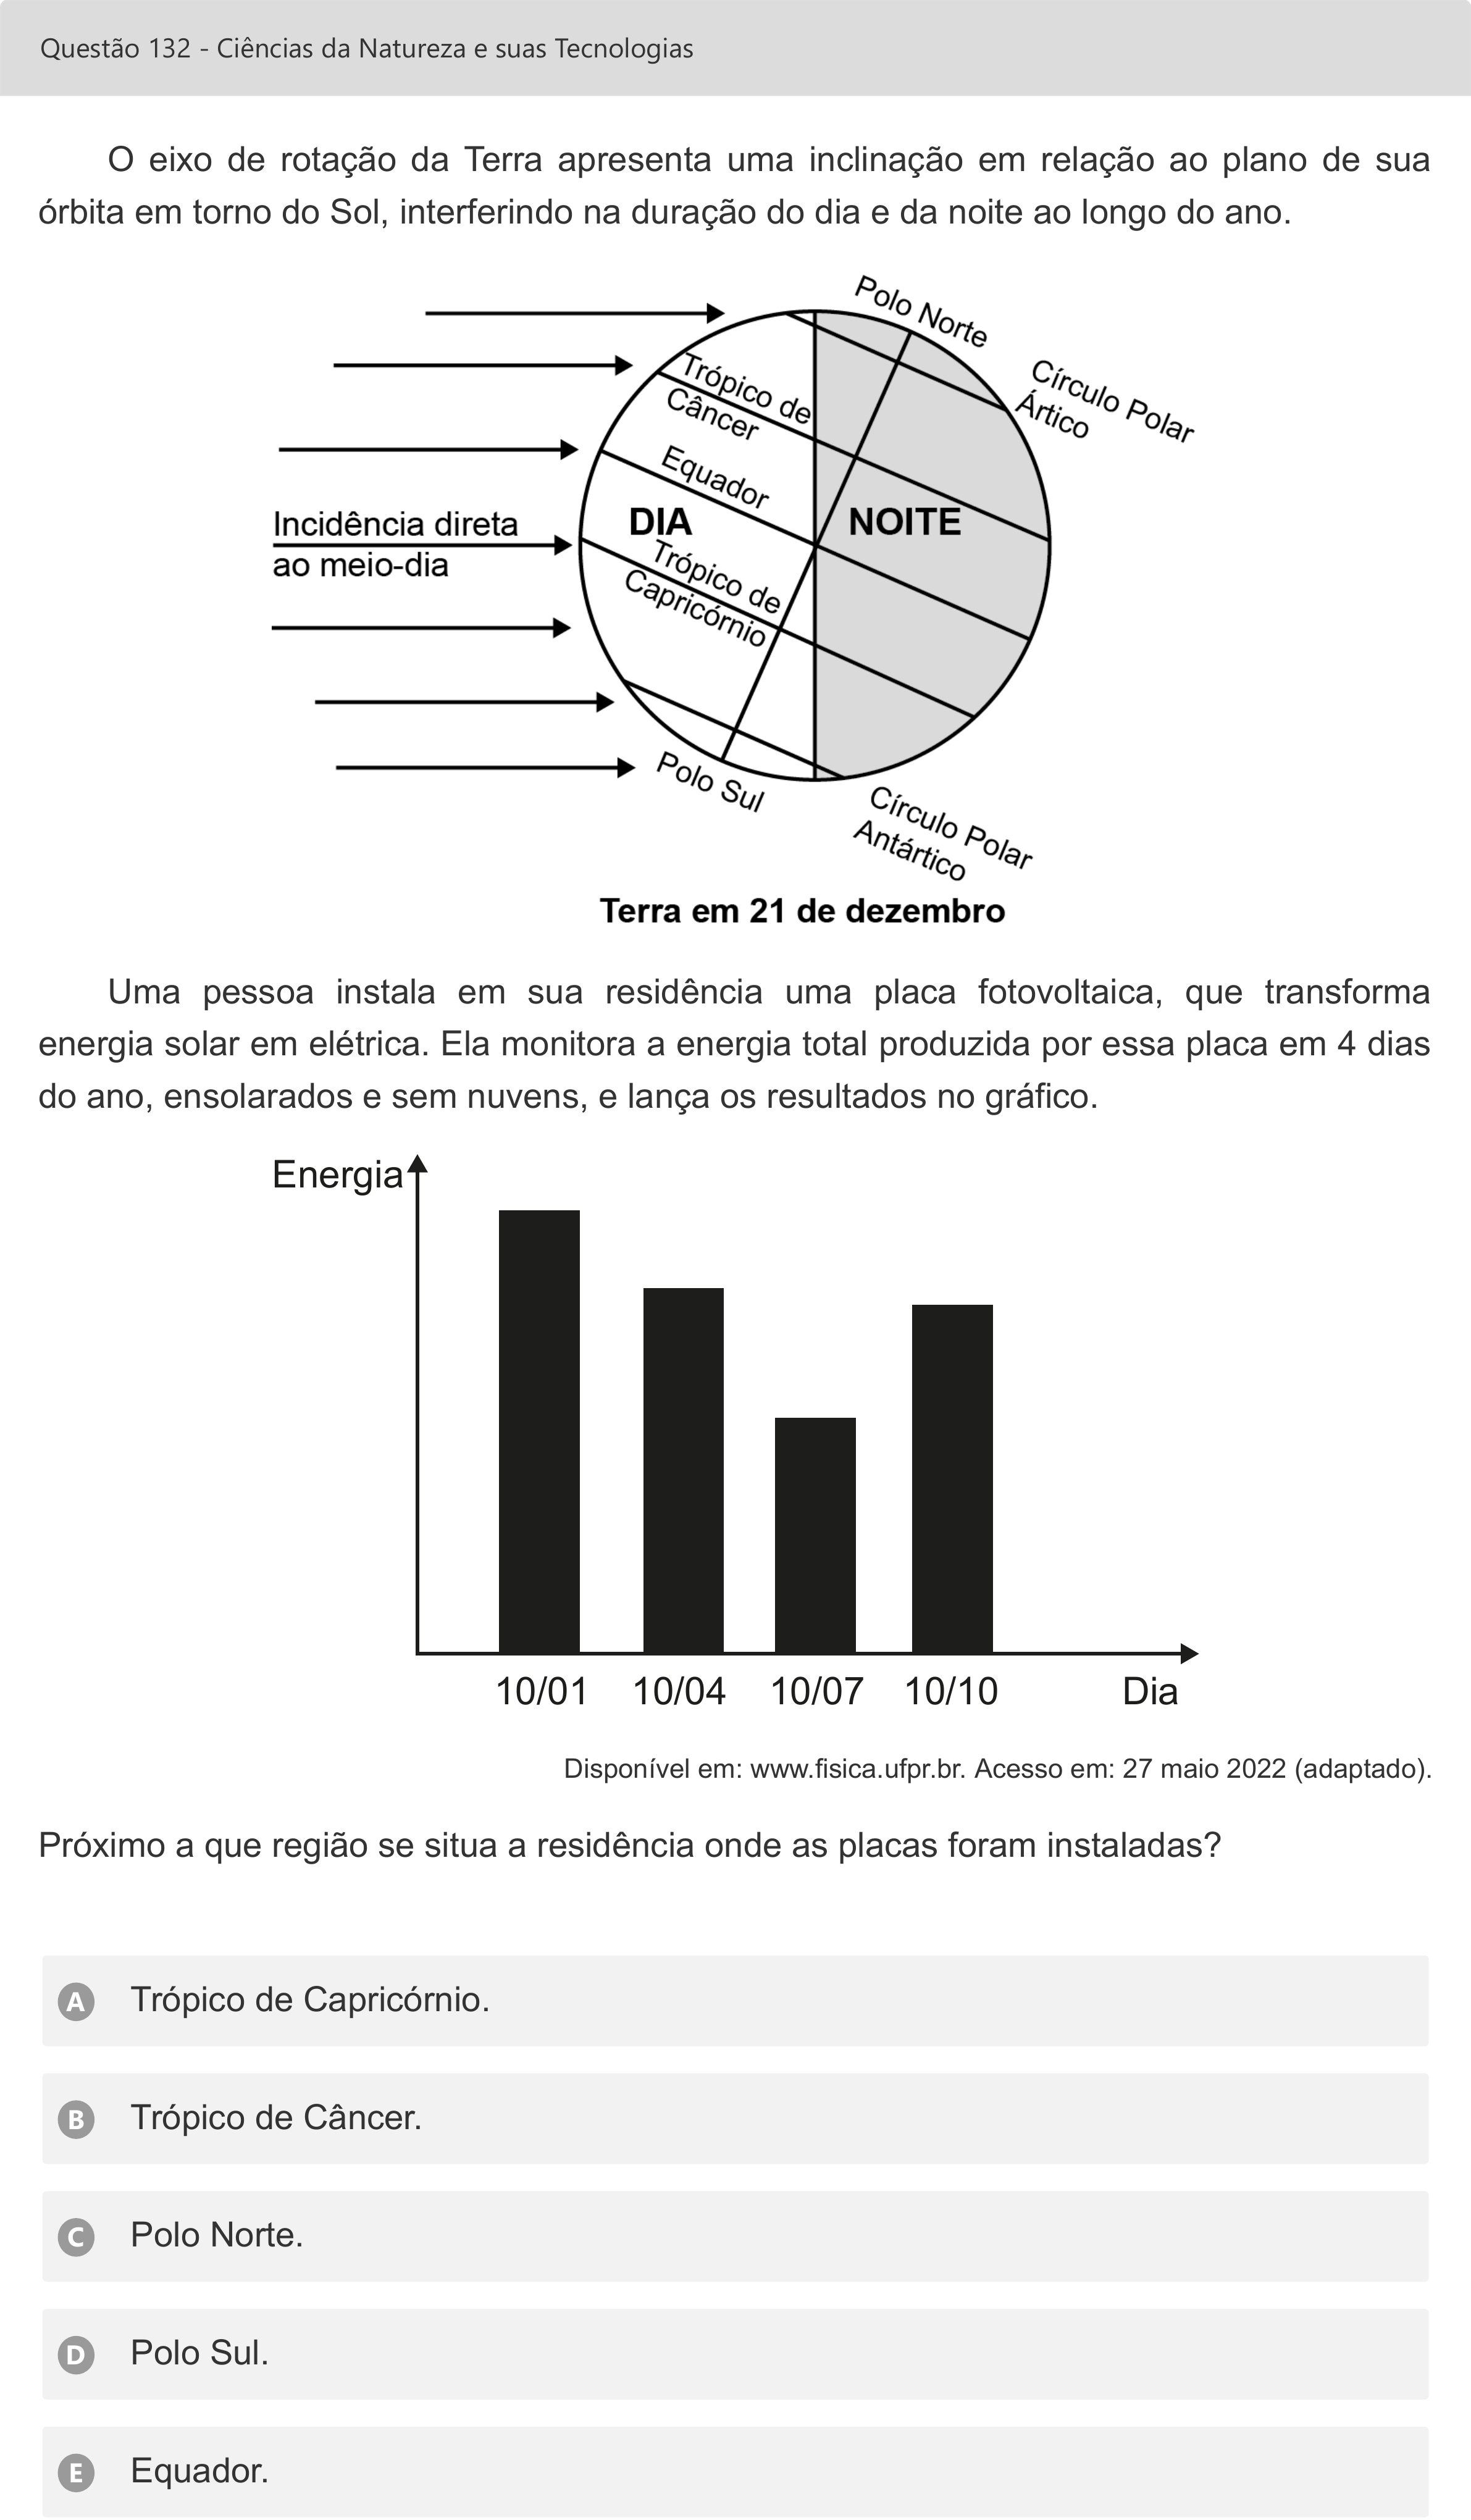 Questão 132 - Ciências da Natureza e suas Tecnologias
O eixo de rotação da Terra apresenta uma inclinação em relação ao plano de sua
órbita em torno do Sol, interferindo na duração do dia e da noite ao longo do ano.
Polo Norte
Círculo Polar
Ártico
Trópico de
Câncer
Equador
Incidência direta
ao meio-dia
DIA
NOITE
Trópico de
Capricórnio
Polo Sul
Círculo Polar
Antártico
Terra em 21 de dezembro
Uma pessoa instala em sua residência uma placa fotovoltaica, que transforma
energia solar em elétrica. Ela monitora a energia total produzida por essa placa em 4 dias
do ano, ensolarados e sem nuvens, e lança os resultados no gráfico.
Energia
10/01 10/04 10/07 10/10 Dia
Disponível em: www.fisica.ufpr.br. Acesso em: 27 maio 2022 (adaptado).
Próximo a que região se situa a residência onde as placas foram instaladas?
A Trópico de Capricórnio.
B Trópico de Câncer.
C Polo Norte.
D Polo Sul.
E Equador.